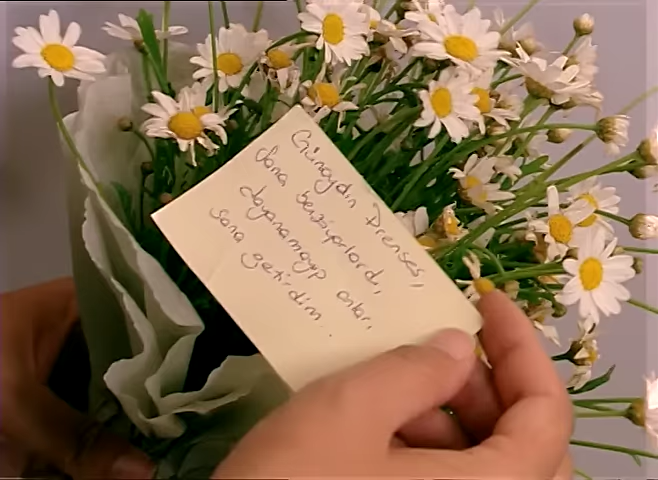 Günaydın Prenses,
Sana benziyorlardı,
dayanamayıp onları,
sana getirdim...